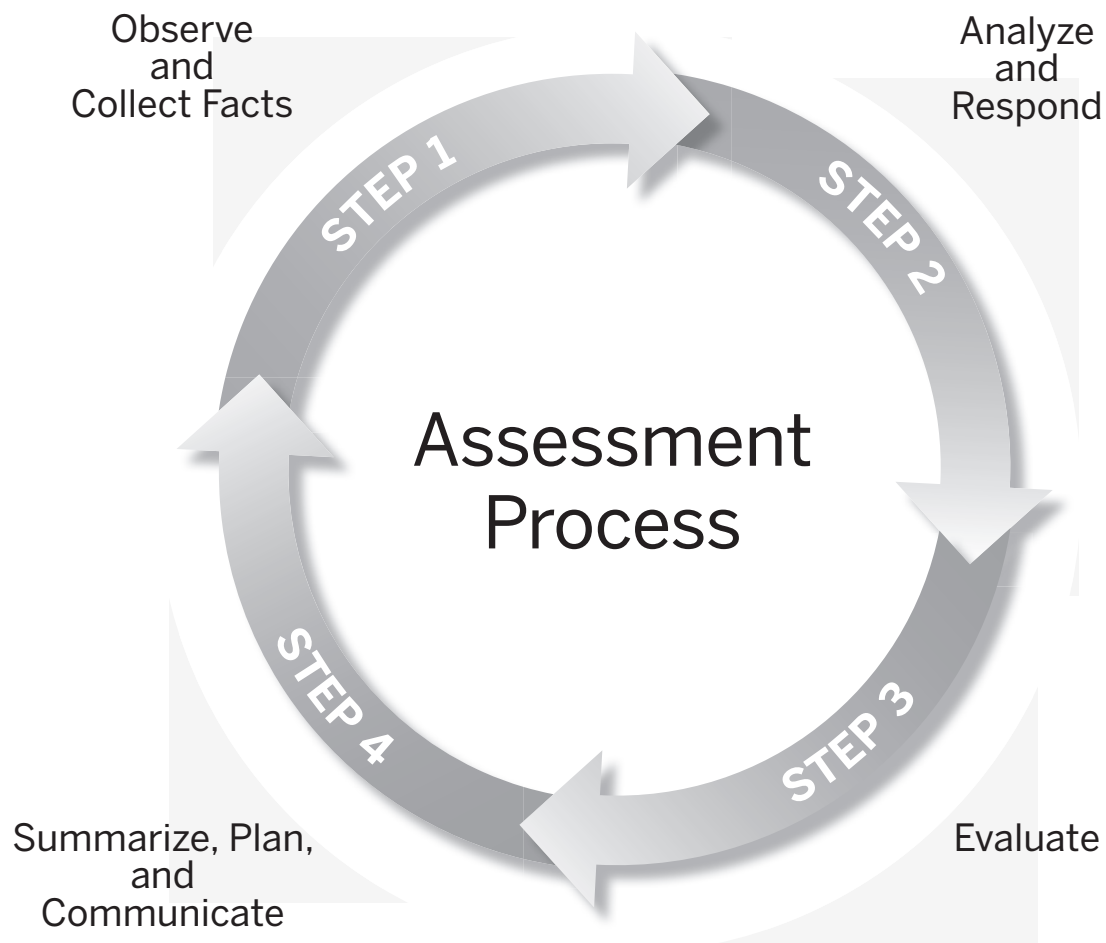 Observe
and
Collect Facts
Analyze
and
Respond
STEP 1
STEP 2
Assessment
Process
STEP 4
STEP 3
Summarize, Plan,
and
Communicate
Evaluate